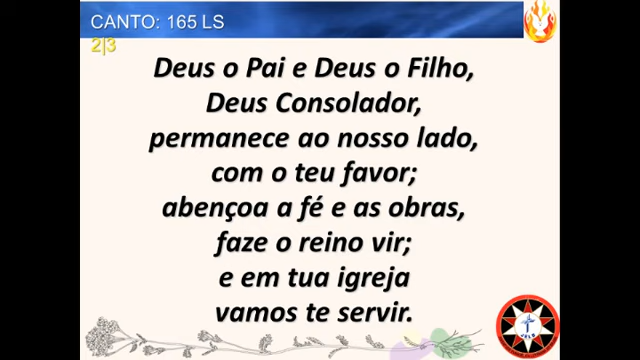 CANTO: 165 LS
2|3
Deus o Pai e Deus o Filho,
Deus Consolador,
permanece ao nosso lado,
com o teu favor;
abençoa a fé e as obras,
faze o reino vir;
e em tua igreja
vamos te servir.